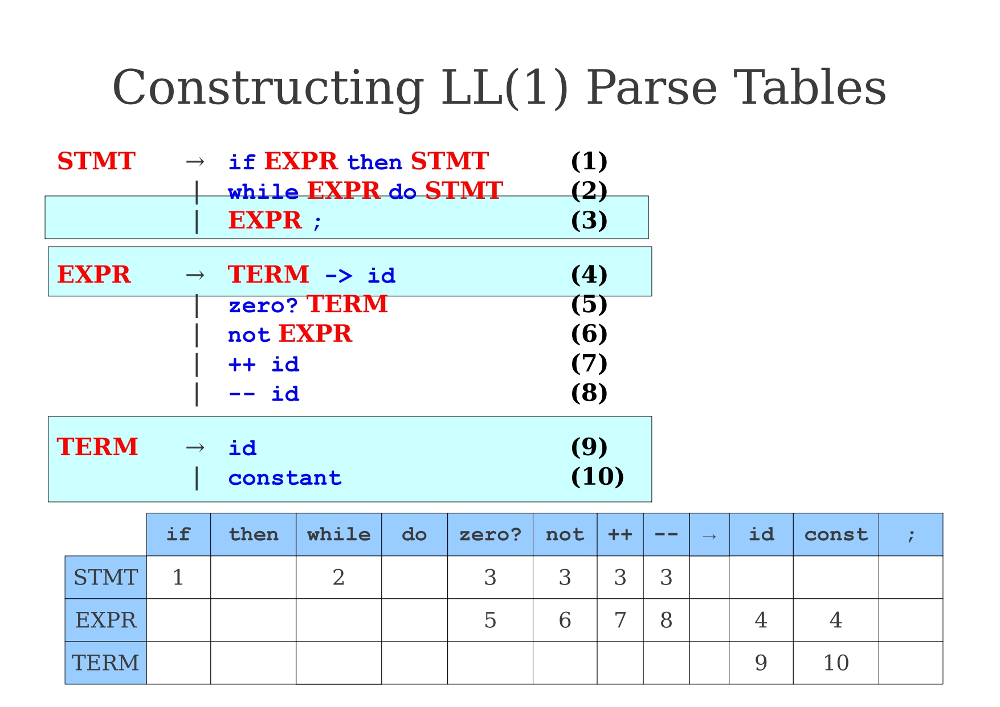 Constructing LL(1) Parse Tables
STMT → if EXPR then STMT (1)
| while EXPR do STMT (2)
| EXPR ; (3)
EXPR → TERM -> id (4)
| zero? TERM (5)
| not EXPR (6)
| ++ id (7)
| -- id (8)
TERM → id (9)
| constant (10)
if then while do zero? not ++ -- → id const ;
STMT 1 2 3 3 3 3
EXPR 5 6 7 8 4 4
TERM 9 10